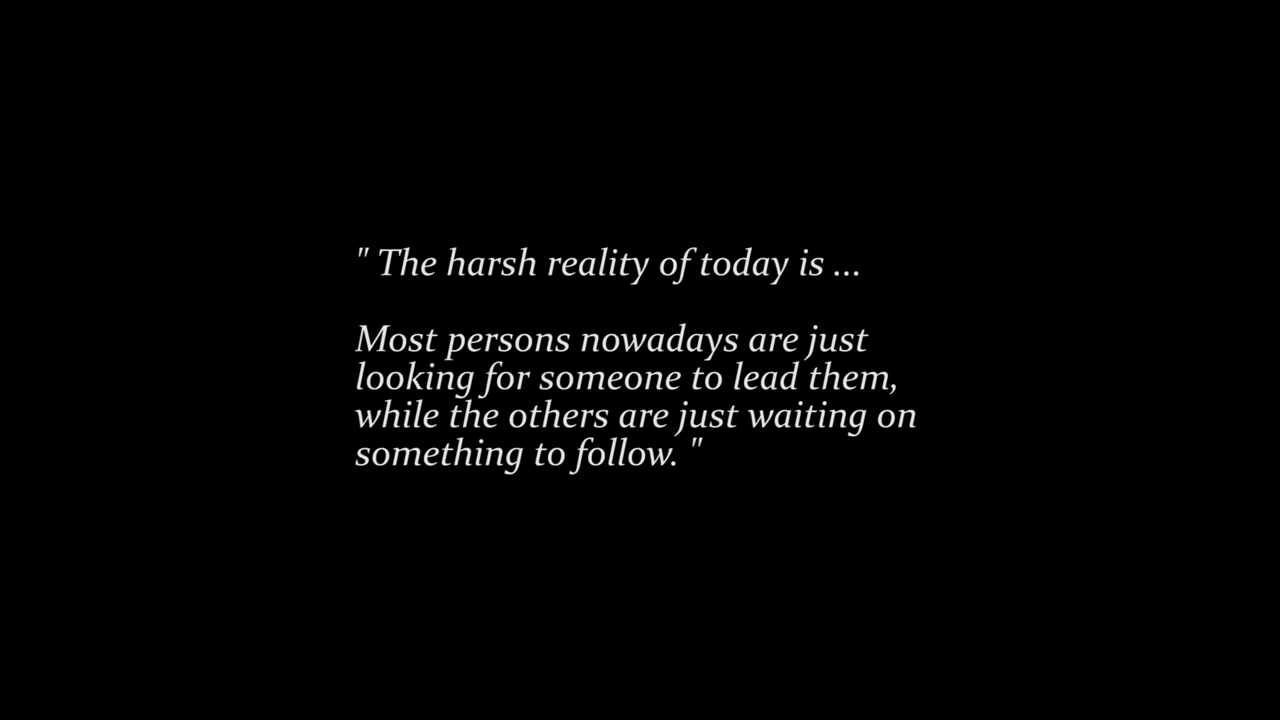 " The harsh reality of today is ...
Most persons nowadays are just
looking for someone to lead them,
while the others are just waiting on
something to follow. "